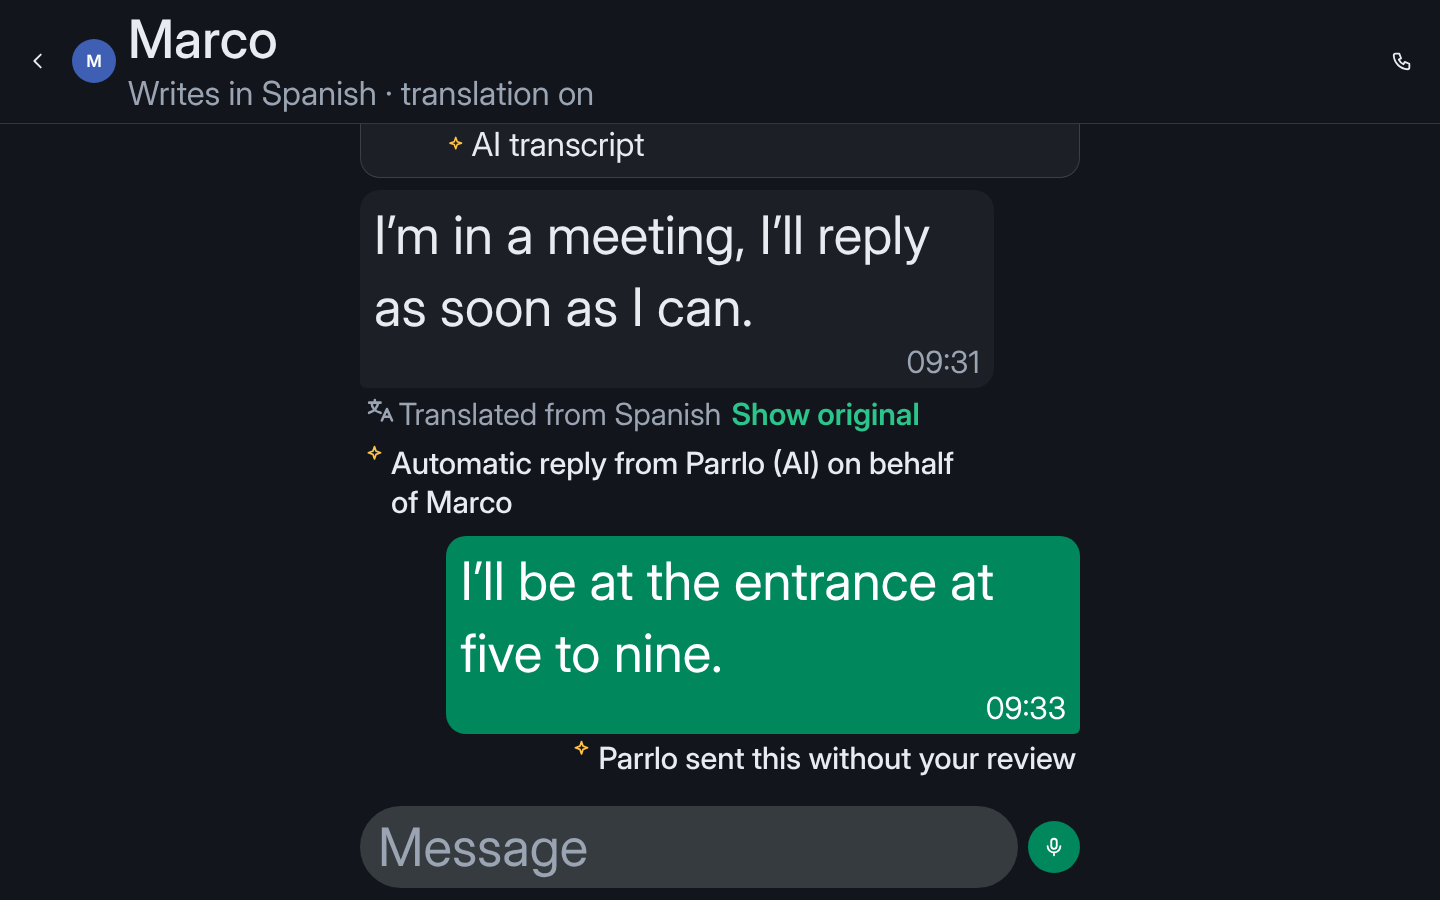 M
Marco
Writes in Spanish · translation on
AI transcript
I’m in a meeting, I’ll reply
as soon as I can.
09:31
Translated from Spanish Show original
Automatic reply from Parrlo (AI) on behalf
of Marco
I’ll be at the entrance at
five to nine.
09:33
Parrlo sent this without your review
Message